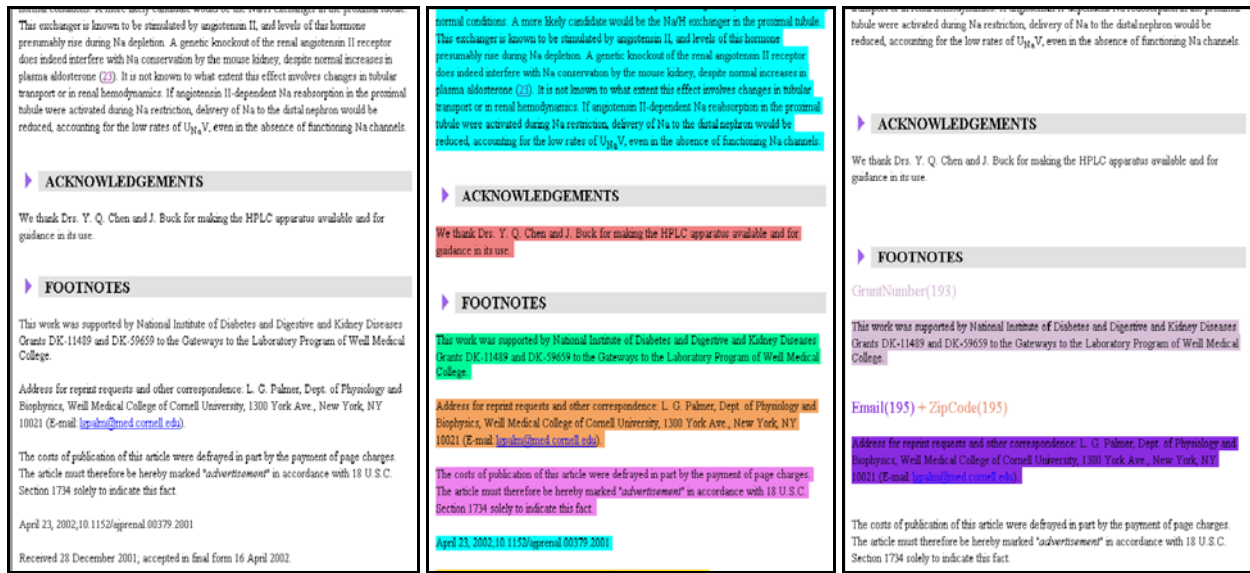 This exchanger is known to be stimulated by angiotensin II, and levels of this hormone
presumably rise during Na depletion. A genetic knockout of the renal angiotensin II receptor
does indeed interfere with Na conservation by the mouse kidney, despite normal increases in
plasma aldosterone (23). It is not known to what extent this effect involves changes in tubular
transport or in renal hemodynamics. If angiotensin II-dependent Na reabsorption in the proximal
tubule were activated during Na restriction, delivery of Na to the distal nephron would be
reduced, accounting for the low rates of UNaV, even in the absence of functioning Na channels.
ACKNOWLEDGEMENTS
We thank Drs. Y. Q. Chen and J. Buck for making the HPLC apparatus available and for
guidance in its use.
FOOTNOTES
This work was supported by National Institute of Diabetes and Digestive and Kidney Diseases
Grants DK-11489 and DK-59659 to the Gateways to the Laboratory Program of Weill Medical
College.
Address for reprint requests and other correspondence: L. G. Palmer, Dept. of Physiology and
Biophysics, Weill Medical College of Cornell University, 1300 York Ave., New York, NY
10021 (E-mail: lgpalm@med.cornell.edu).
The costs of publication of this article were defrayed in part by the payment of page charges.
The article must therefore be hereby marked "advertisement" in accordance with 18 U.S.C.
Section 1734 solely to indicate this fact.
April 23, 2002;10.1152/ajprenal.00379.2001
Received 28 December 2001; accepted in final form 16 April 2002.
normal conditions. A more likely candidate would be the Na/H exchanger in the proximal tubule.
This exchanger is known to be stimulated by angiotensin II, and levels of this hormone
presumably rise during Na depletion. A genetic knockout of the renal angiotensin II receptor
does indeed interfere with Na conservation by the mouse kidney, despite normal increases in
plasma aldosterone (23). It is not known to what extent this effect involves changes in tubular
transport or in renal hemodynamics. If angiotensin II-dependent Na reabsorption in the proximal
tubule were activated during Na restriction, delivery of Na to the distal nephron would be
reduced, accounting for the low rates of UNaV, even in the absence of functioning Na channels.
ACKNOWLEDGEMENTS
We thank Drs. Y. Q. Chen and J. Buck for making the HPLC apparatus available and for
guidance in its use.
FOOTNOTES
This work was supported by National Institute of Diabetes and Digestive and Kidney Diseases
Grants DK-11489 and DK-59659 to the Gateways to the Laboratory Program of Weill Medical
College.
Address for reprint requests and other correspondence: L. G. Palmer, Dept. of Physiology and
Biophysics, Weill Medical College of Cornell University, 1300 York Ave., New York, NY
10021 (E-mail: lgpalm@med.cornell.edu).
The costs of publication of this article were defrayed in part by the payment of page charges.
The article must therefore be hereby marked "advertisement" in accordance with 18 U.S.C.
Section 1734 solely to indicate this fact.
April 23, 2002;10.1152/ajprenal.00379.2001
tubule were activated during Na restriction, delivery of Na to the distal nephron would be
reduced, accounting for the low rates of UNaV, even in the absence of functioning Na channels.
ACKNOWLEDGEMENTS
We thank Drs. Y. Q. Chen and J. Buck for making the HPLC apparatus available and for
guidance in its use.
FOOTNOTES
GrantNumber(193)
This work was supported by National Institute of Diabetes and Digestive and Kidney Diseases
Grants DK-11489 and DK-59659 to the Gateways to the Laboratory Program of Weill Medical
College.
Email(195) + ZipCode(195)
Address for reprint requests and other correspondence: L. G. Palmer, Dept. of Physiology and
Biophysics, Weill Medical College of Cornell University, 1300 York Ave., New York, NY
10021 (E-mail: lgpalm@med.cornell.edu).
The costs of publication of this article were defrayed in part by the payment of page charges.
The article must therefore be hereby marked "advertisement" in accordance with 18 U.S.C.
Section 1734 solely to indicate this fact.